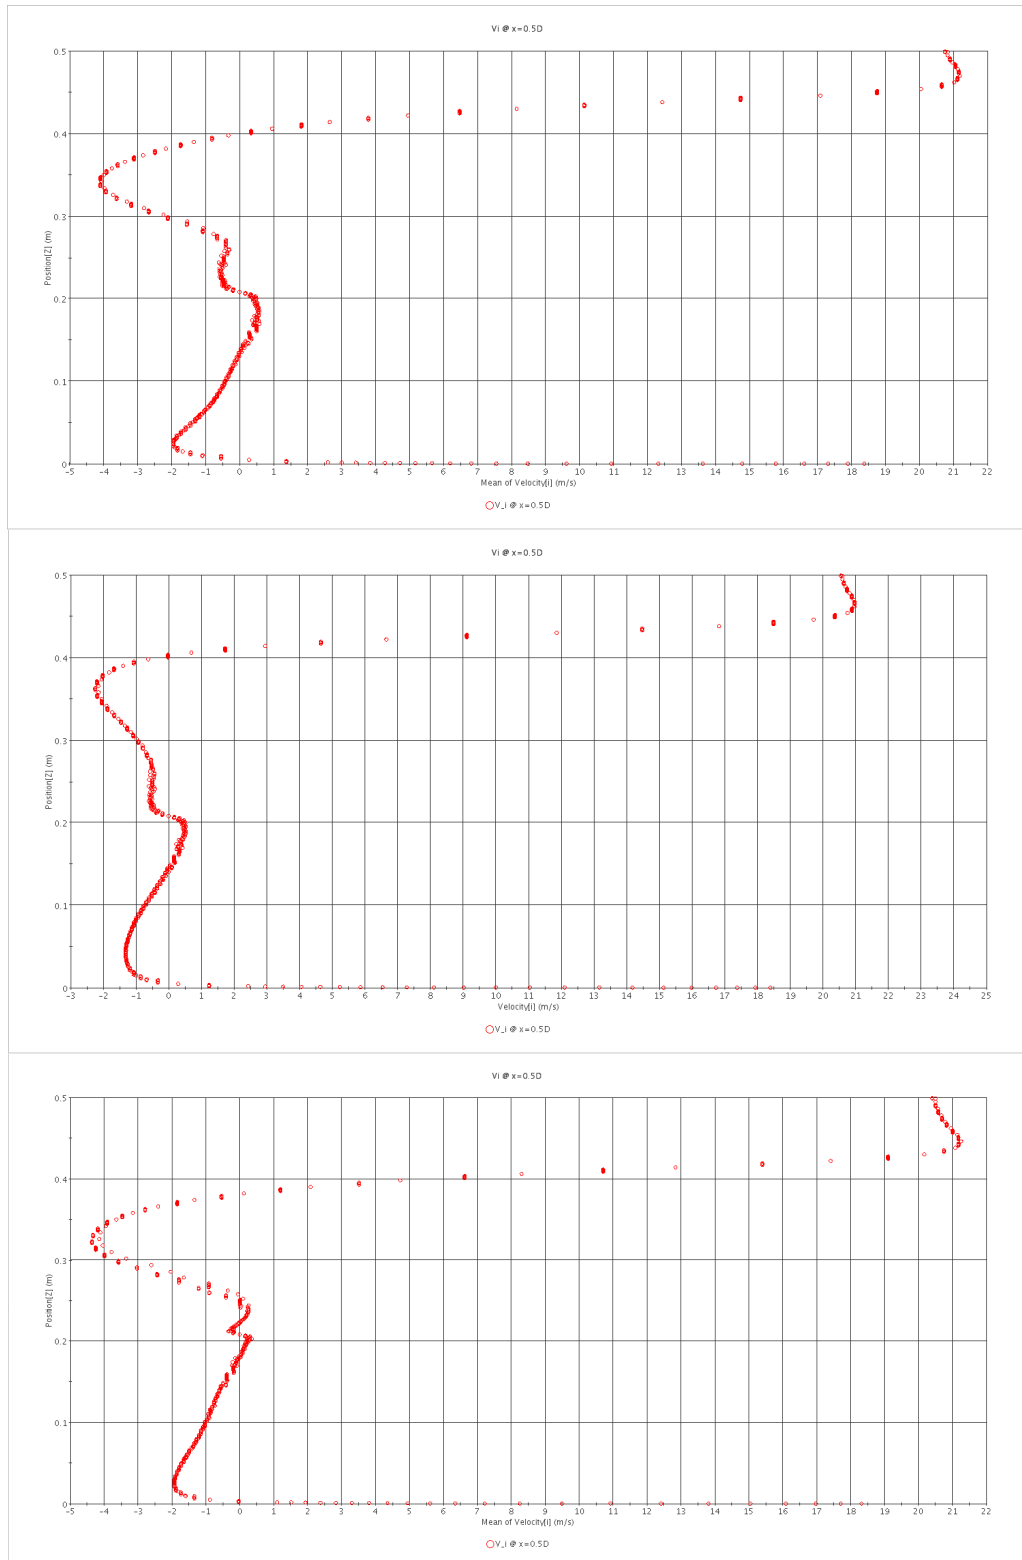 Vi @ x=0.5D
0.5
0.4
0.3
0.2
0.1
0
Position[Z] (m)
-5 -4 -3 -2 -1 0 1 2 3 4 5 6 7 8 9 10 11 12 13 14 15 16 17 18 19 20 21 22
Mean of Velocity[i] (m/s)
V_i @ x=0.5D
Vi @ x=0.5D
0.5
0.4
0.3
0.2
0.1
0
Position[Z] (m)
-3 -2 -1 0 1 2 3 4 5 6 7 8 9 10 11 12 13 14 15 16 17 18 19 20 21 22 23 24 25
Velocity[i] (m/s)
V_i @ x=0.5D
Vi @ x=0.5D
0.5
0.4
0.3
0.2
0.1
0
Position[Z] (m)
-5 -4 -3 -2 -1 0 1 2 3 4 5 6 7 8 9 10 11 12 13 14 15 16 17 18 19 20 21 22
Mean of Velocity[i] (m/s)
V_i @ x=0.5D